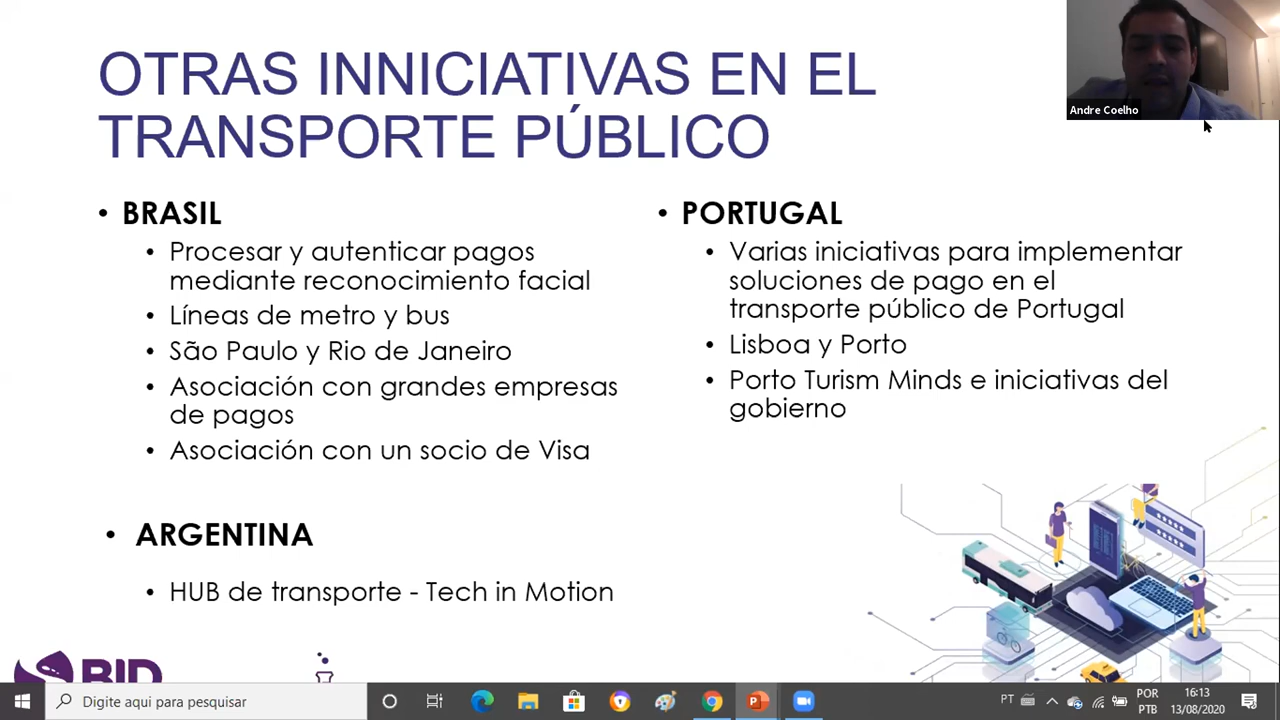 OTRAS INNICIATIVAS EN EL
TRANSPORTE PÚBLICO
Andre Coelho
• BRASIL
• Procesar y autenticar pagos
mediante reconocimiento facial
• Líneas de metro y bus
• São Paulo y Rio de Janeiro
• Asociación con grandes empresas
de pagos
• Asociación con un socio de Visa
• ARGENTINA
• HUB de transporte - Tech in Motion
• PORTUGAL
• Varias iniciativas para implementar
soluciones de pago en el
transporte público de Portugal
• Lisboa y Porto
• Porto Turism Minds e iniciativas del
gobierno
BID
Digite aqui para pesquisar
PT
POR
PTB
16:13
13/08/2020